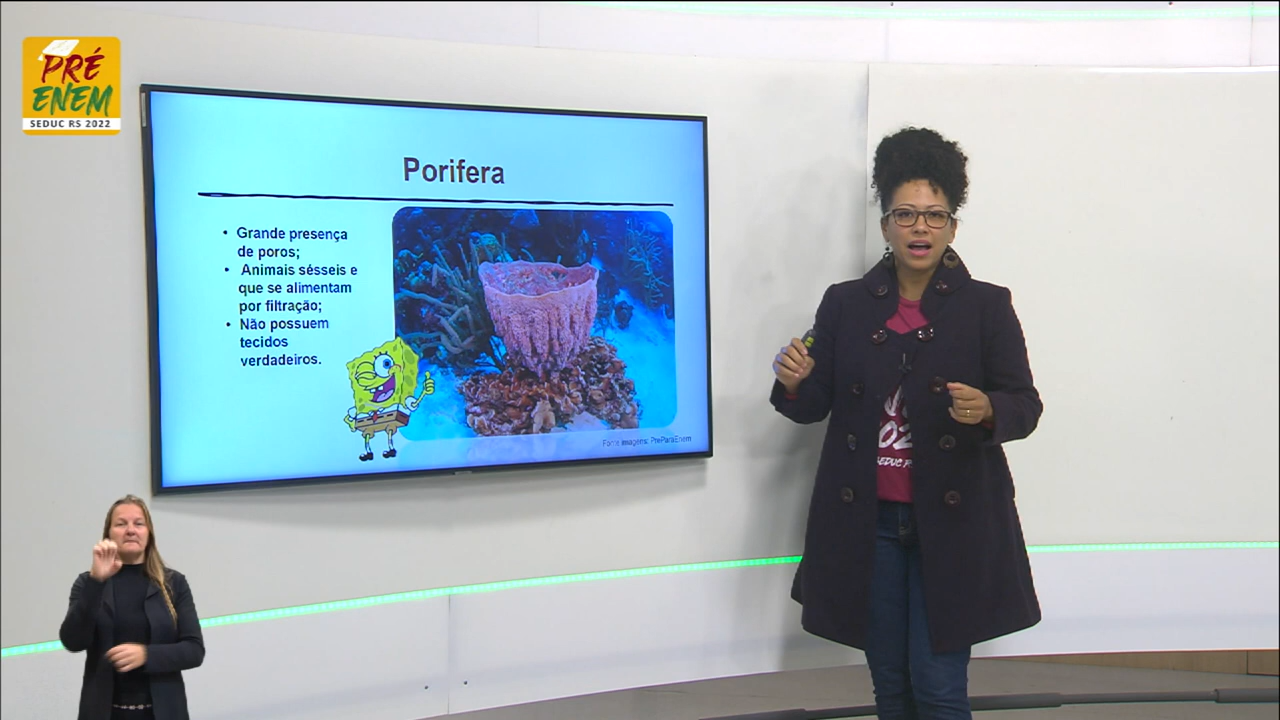 PRÉ
ENEM
SEDUC RS 2022
Porifera
• Grande presença
de poros;
• Animais sésseis e
que se alimentam
por filtração;
• Não possuem
tecidos
verdadeiros.
Fonte imagens: PreParaEnem